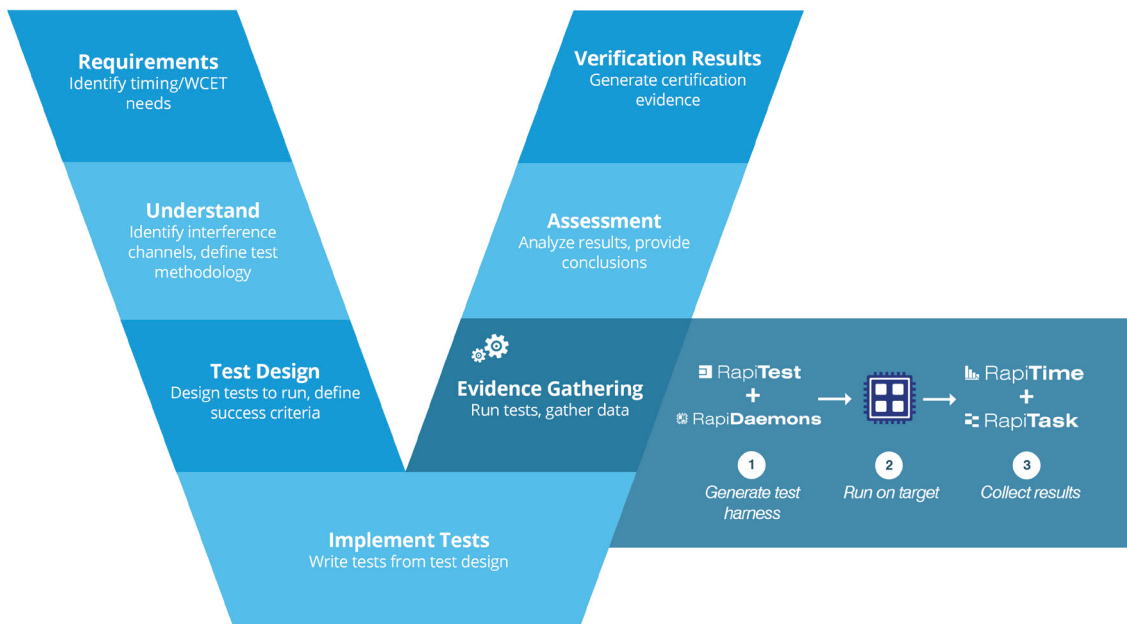 Requirements
Identify timing/WCET
needs
Understand
Identify interference
channels, define test
methodology
Test Design
Design tests to run, define
success criteria
Implement Tests
Write tests from test design
Verification Results
Generate certification
evidence
Assessment
Analyze results, provide
conclusions
Evidence Gathering
Run tests, gather data
RapiTest
+
RapiDaemons
1
Generate test
harness
2
Run on target
RapiTime
+
RapiTask
3
Collect results